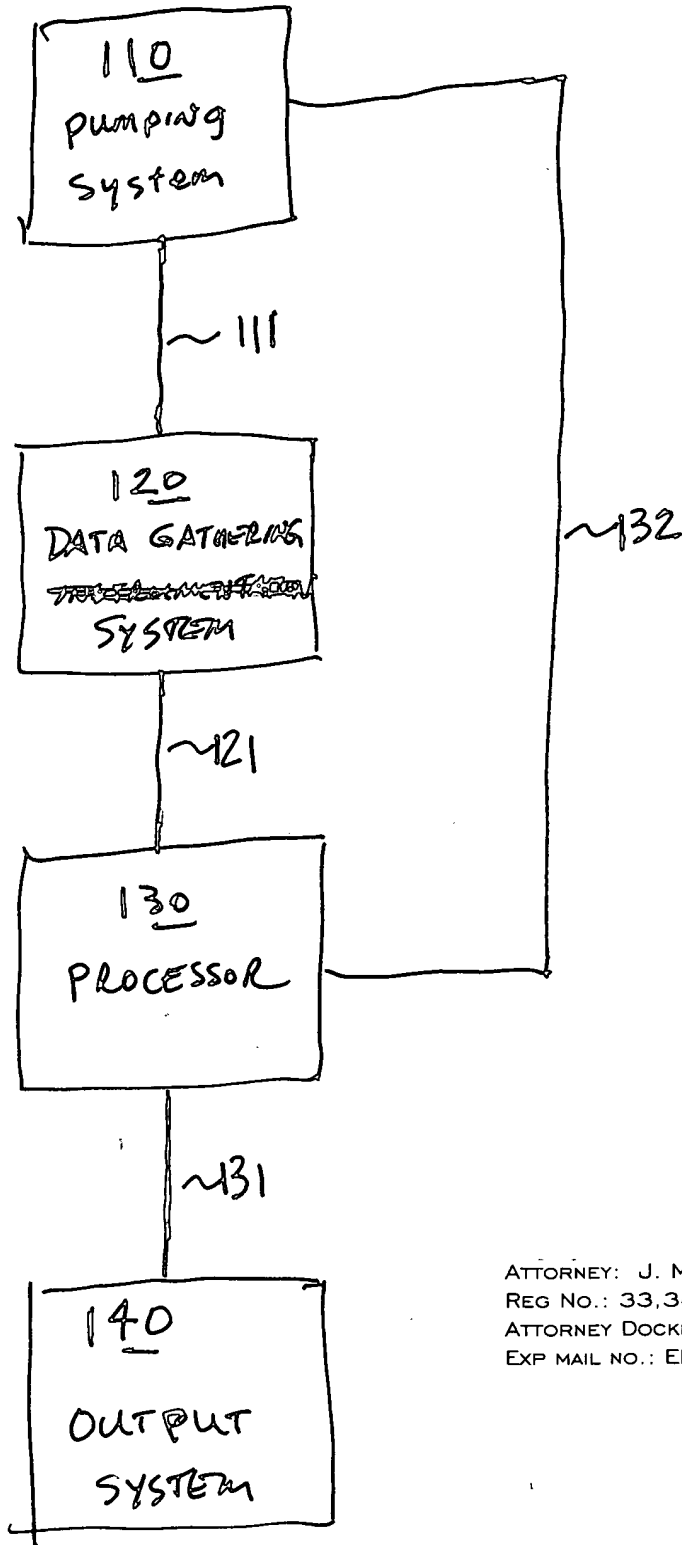 110
pumping
system
~111
120
DATA GATHERING
SYSTEM
~132
~121
130
PROCESSOR
~131
140
OUTPUT
SYSTEM
ATTORNEY: J. M
REG NO.: 33,3
ATTORNEY DOCK
EXP MAIL NO.: E